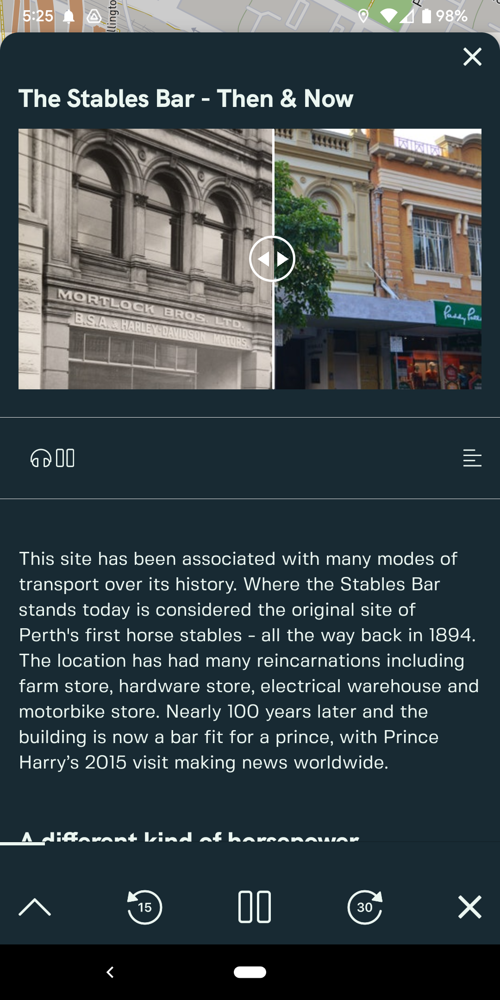 5:25
98%
llingto
The Stables Bar - Then & Now
MORTLOCK BROS. LTD.
B.S.A. & HARLEY-DAVIDSON MOTORS.
Paddy Pall
This site has been associated with many modes of
transport over its history. Where the Stables Bar
stands today is considered the original site of
Perth's first horse stables - all the way back in 1894.
The location has had many reincarnations including
farm store, hardware store, electrical warehouse and
motorbike store. Nearly 100 years later and the
building is now a bar fit for a prince, with Prince
Harry’s 2015 visit making news worldwide.
A different kind of horsepower
15
30